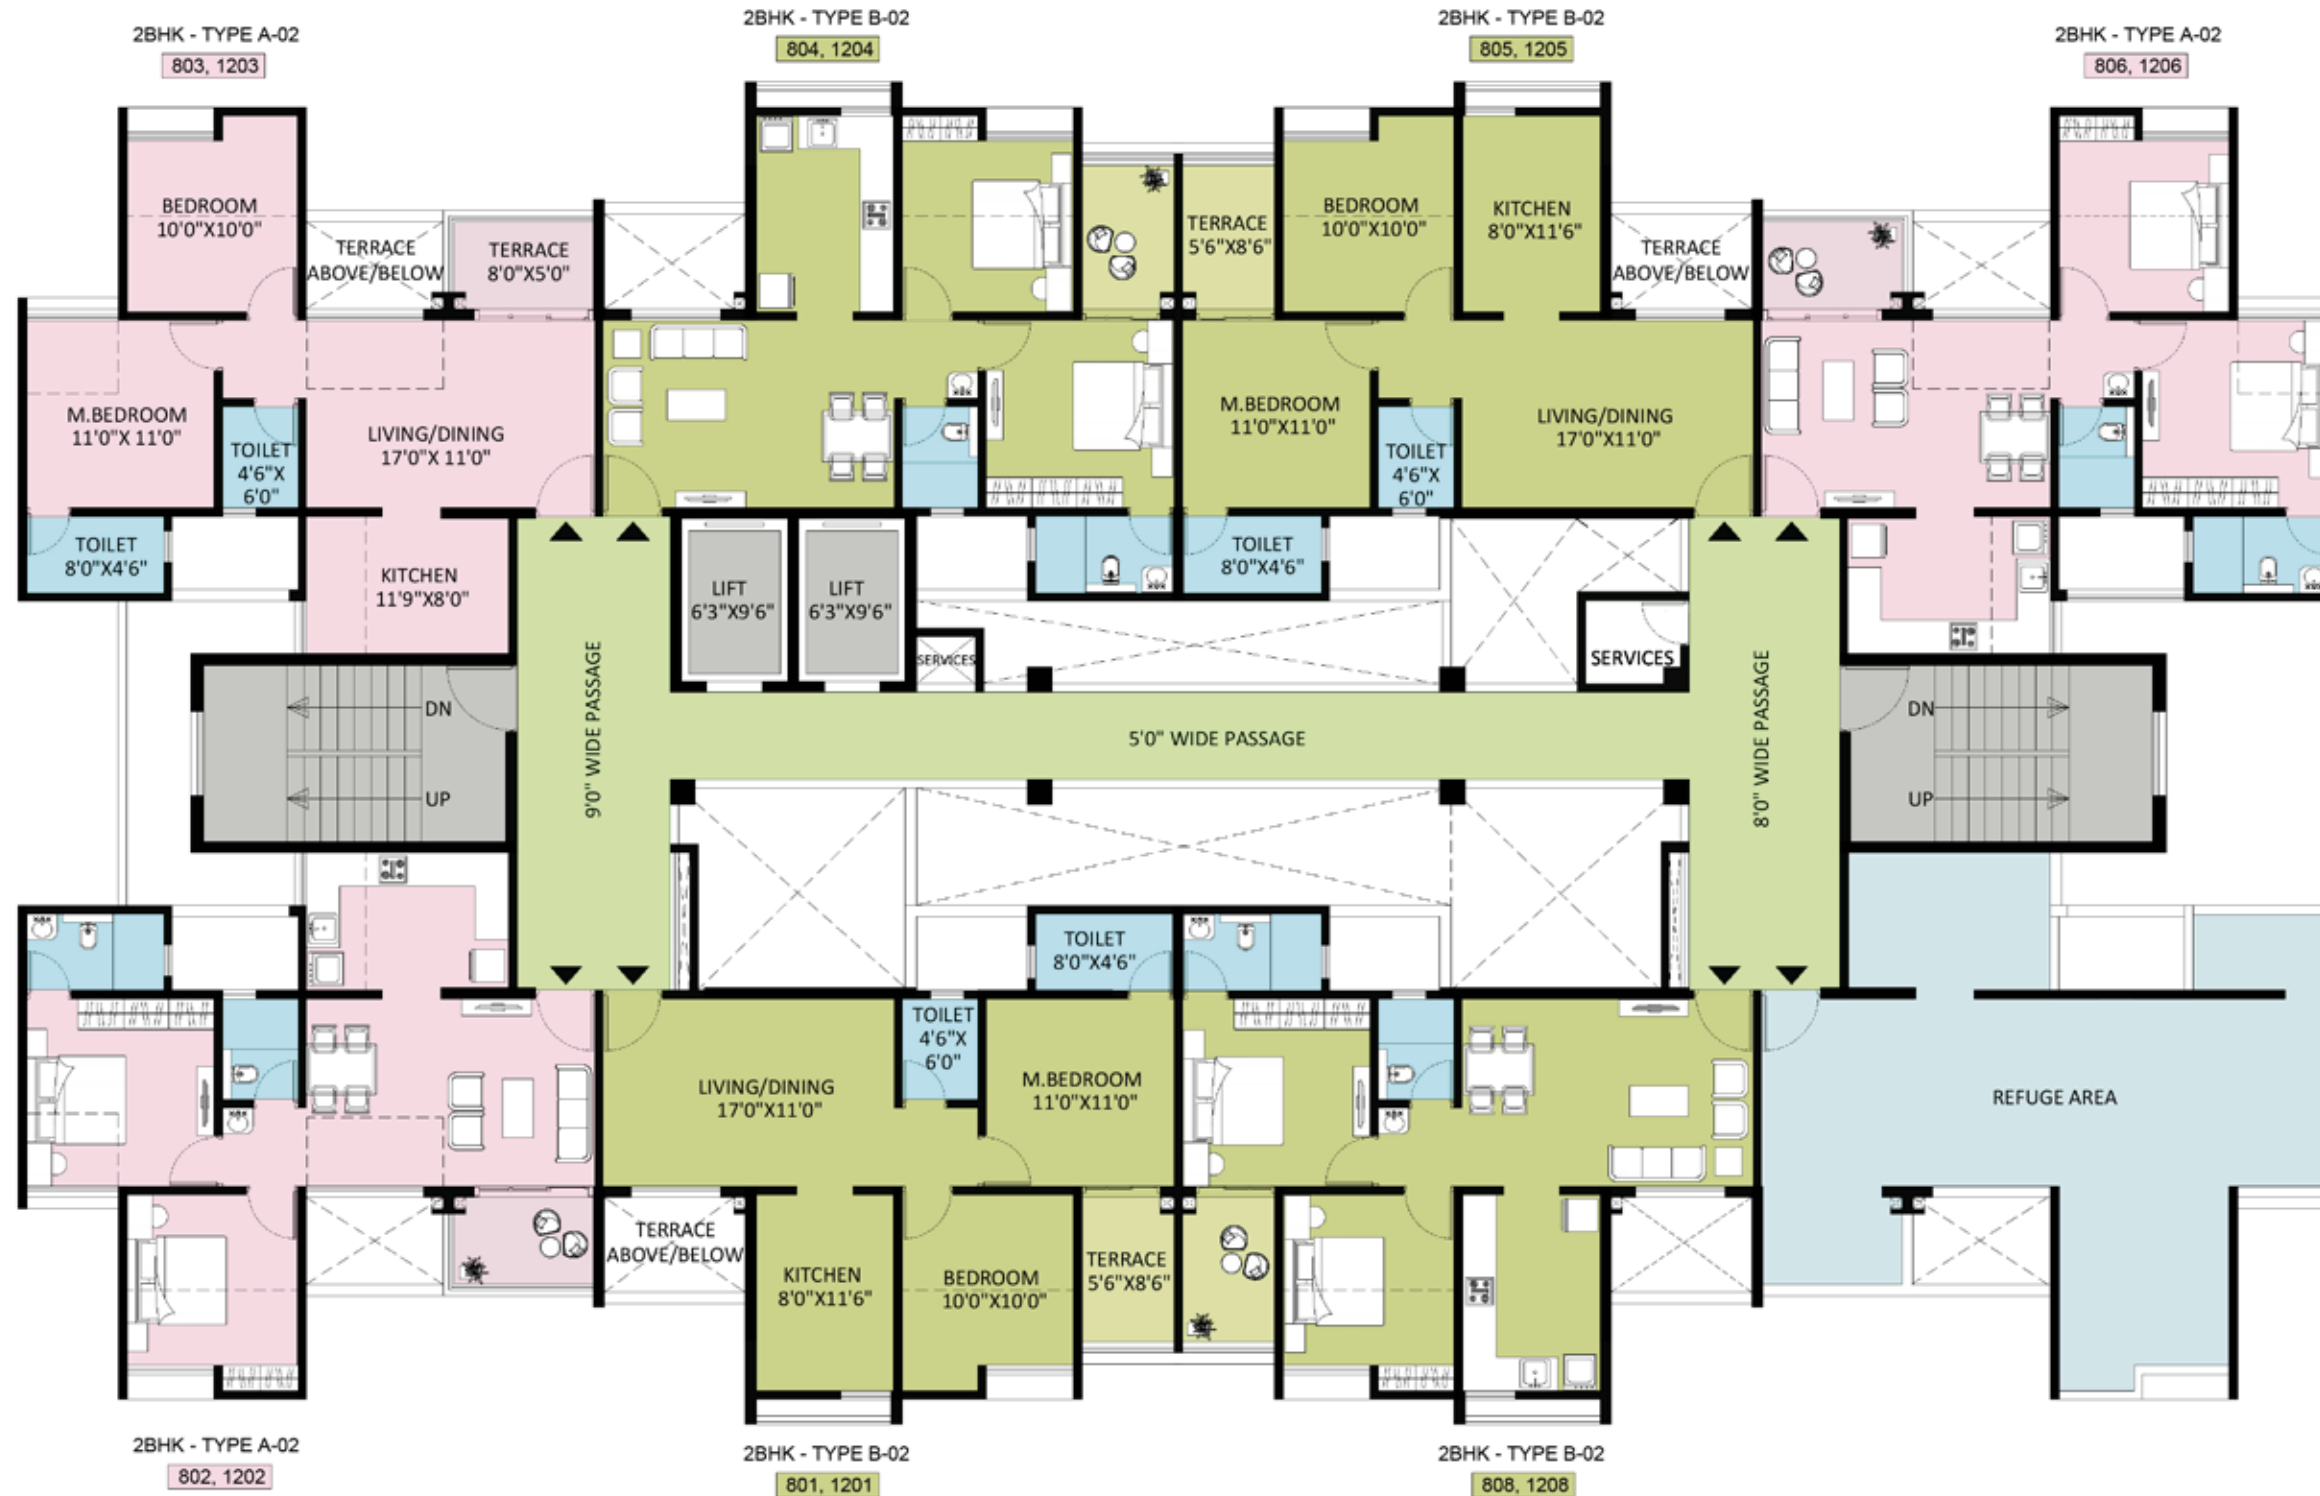 2BHK - TYPE A-02
803, 1203
2BHK - TYPE B-02
804, 1204
2BHK - TYPE B-02
805, 1205
2BHK - TYPE A-02
806, 1206
BEDROOM
10'0"X10'0"
TERRACE
ABOVE/BELOW
TERRACE
8'0"X5'0"
TERRACE
5'6"X8'6"
BEDROOM
10'0"X10'0"
KITCHEN
8'0"X11'6"
TERRACE
ABOVE/BELOW
M.BEDROOM
11'0"X 11'0"
TOILET
4'6"X
6'0"
LIVING/DINING
17'0"X 11'0"
M.BEDROOM
11'0"X11'0"
TOILET
4'6"X
6'0"
LIVING/DINING
17'0"X11'0"
TOILET
8'0"X4'6"
KITCHEN
11'9"X8'0"
LIFT
6'3"X9'6"
LIFT
6'3"X9'6"
TOILET
8'0"X4'6"
SERVICES
SERVICES
DN
UP
9'0" WIDE PASSAGE
5'0" WIDE PASSAGE
8'0" WIDE PASSAGE
DN
UP
TOILET
8'0"X4'6"
LIVING/DINING
17'0"X11'0"
TOILET
4'6"X
6'0"
M.BEDROOM
11'0"X11'0"
REFUGE AREA
TERRACE
ABOVE/BELOW
KITCHEN
8'0"X11'6"
BEDROOM
10'0"X10'0"
TERRACE
5'6"X8'6"
2BHK - TYPE A-02
802, 1202
2BHK - TYPE B-02
801, 1201
2BHK - TYPE B-02
808, 1208